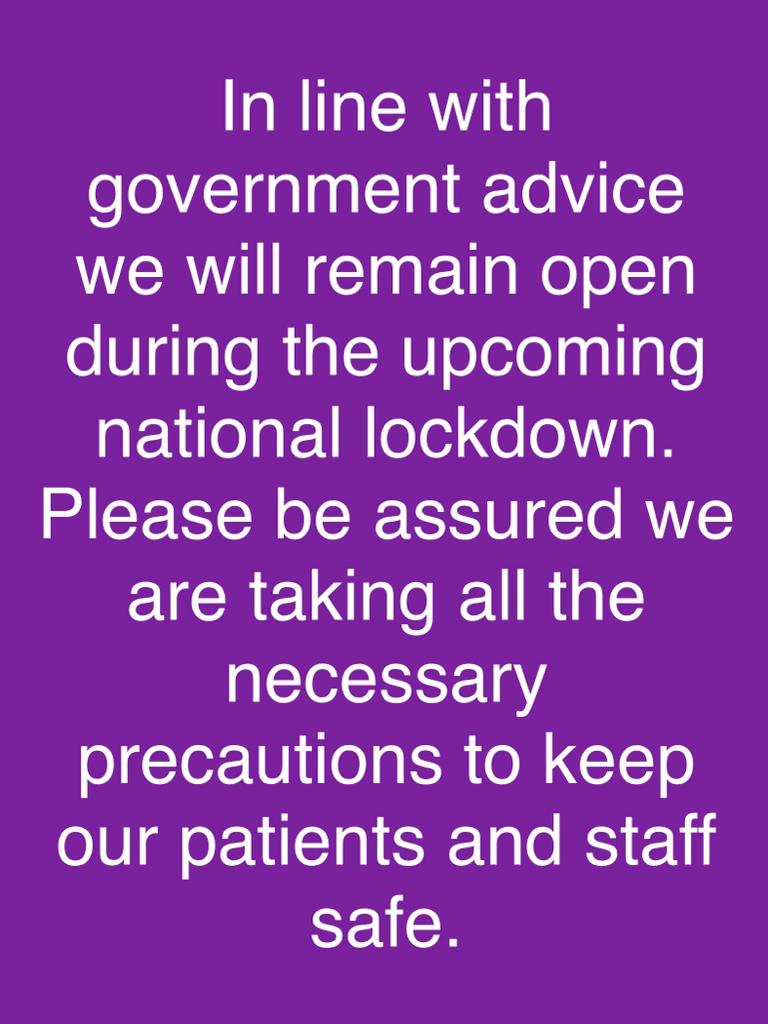 In line with
government advice
we will remain open
during the upcoming
national lockdown.
Please be assured we
are taking all the
necessary
precautions to keep
our patients and staff
safe.